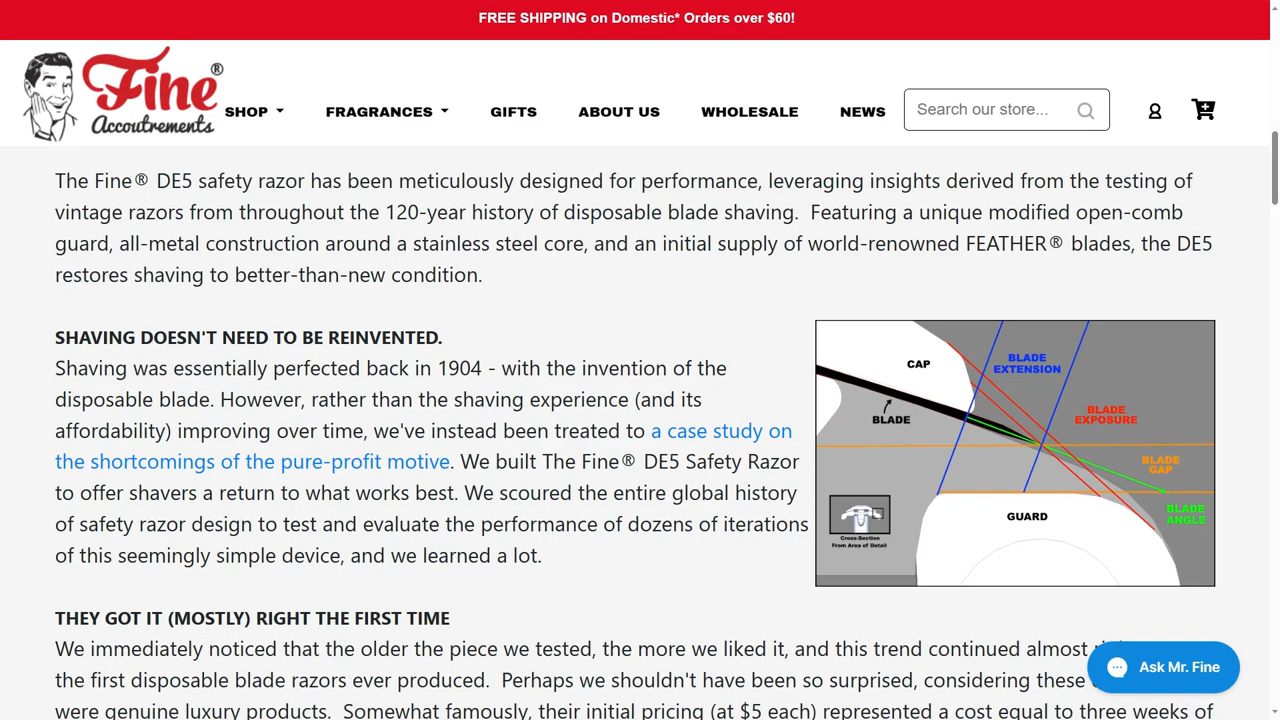 FREE SHIPPING on Domestic* Orders over $60!
Fine®
Accoutrements
SHOP
FRAGRANCES
GIFTS
ABOUT US
WHOLESALE
NEWS
Search our store...
The Fine® DE5 safety razor has been meticulously designed for performance, leveraging insights derived from the testing of
vintage razors from throughout the 120-year history of disposable blade shaving.  Featuring a unique modified open-comb
guard, all-metal construction around a stainless steel core, and an initial supply of world-renowned FEATHER® blades, the DE5
restores shaving to better-than-new condition.
SHAVING DOESN'T NEED TO BE REINVENTED.
Shaving was essentially perfected back in 1904 - with the invention of the
disposable blade. However, rather than the shaving experience (and its
affordability) improving over time, we've instead been treated to a case study on
the shortcomings of the pure-profit motive. We built The Fine® DE5 Safety Razor
to offer shavers a return to what works best. We scoured the entire global history
of safety razor design to test and evaluate the performance of dozens of iterations
of this seemingly simple device, and we learned a lot.
CAP
BLADE
EXTENSION
BLADE
BLADE
EXPOSURE
BLADE
GAP
BLADE
ANGLE
GUARD
Cross-Section
From Area of Detail
THEY GOT IT (MOSTLY) RIGHT THE FIRST TIME
We immediately noticed that the older the piece we tested, the more we liked it, and this trend continued almost
the first disposable blade razors ever produced.  Perhaps we shouldn't have been so surprised, considering these
were genuine luxury products.  Somewhat famously, their initial pricing (at $5 each) represented a cost equal to three weeks of
Ask Mr. Fine